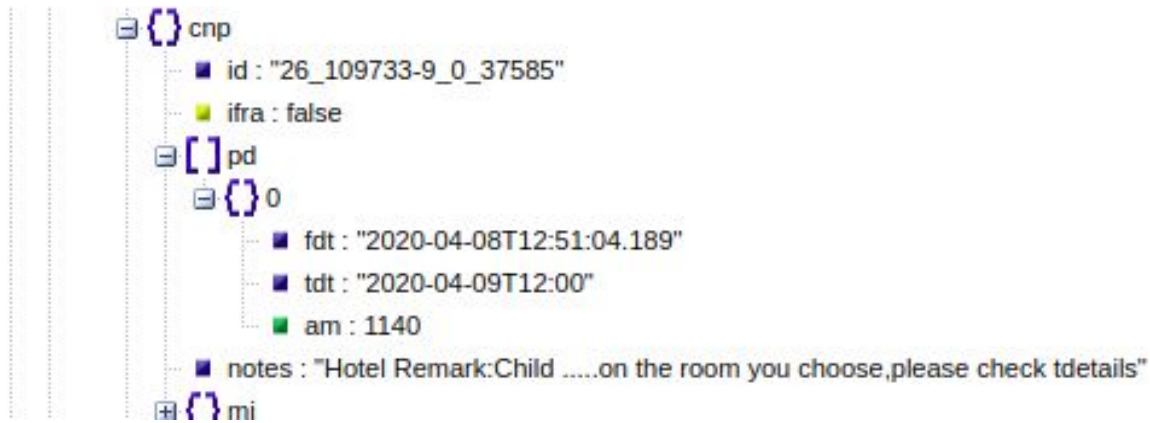 cnp
id : "26_109733-9_0_37585"
ifra : false
pd
0
fdt : "2020-04-08T12:51:04.189"
tdt : "2020-04-09T12:00"
am : 1140
notes : "Hotel Remark:Child .....on the room you choose,please check tdetails"
mi